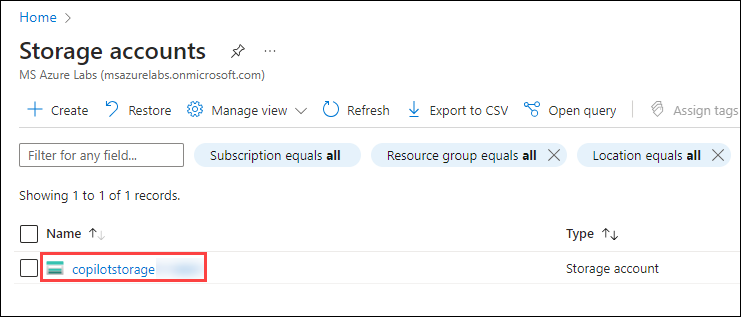 Home >
Storage accounts ...
MS Azure Labs (msazurelabs.onmicrosoft.com)
+ Create Restore Manage view Refresh Export to CSV Open query Assign tags
Filter for any field... Subscription equals all Resource group equals all Location equals all
Showing 1 to 1 of 1 records.
Name ↑↓ Type ↑↓
copilotstorage Storage account